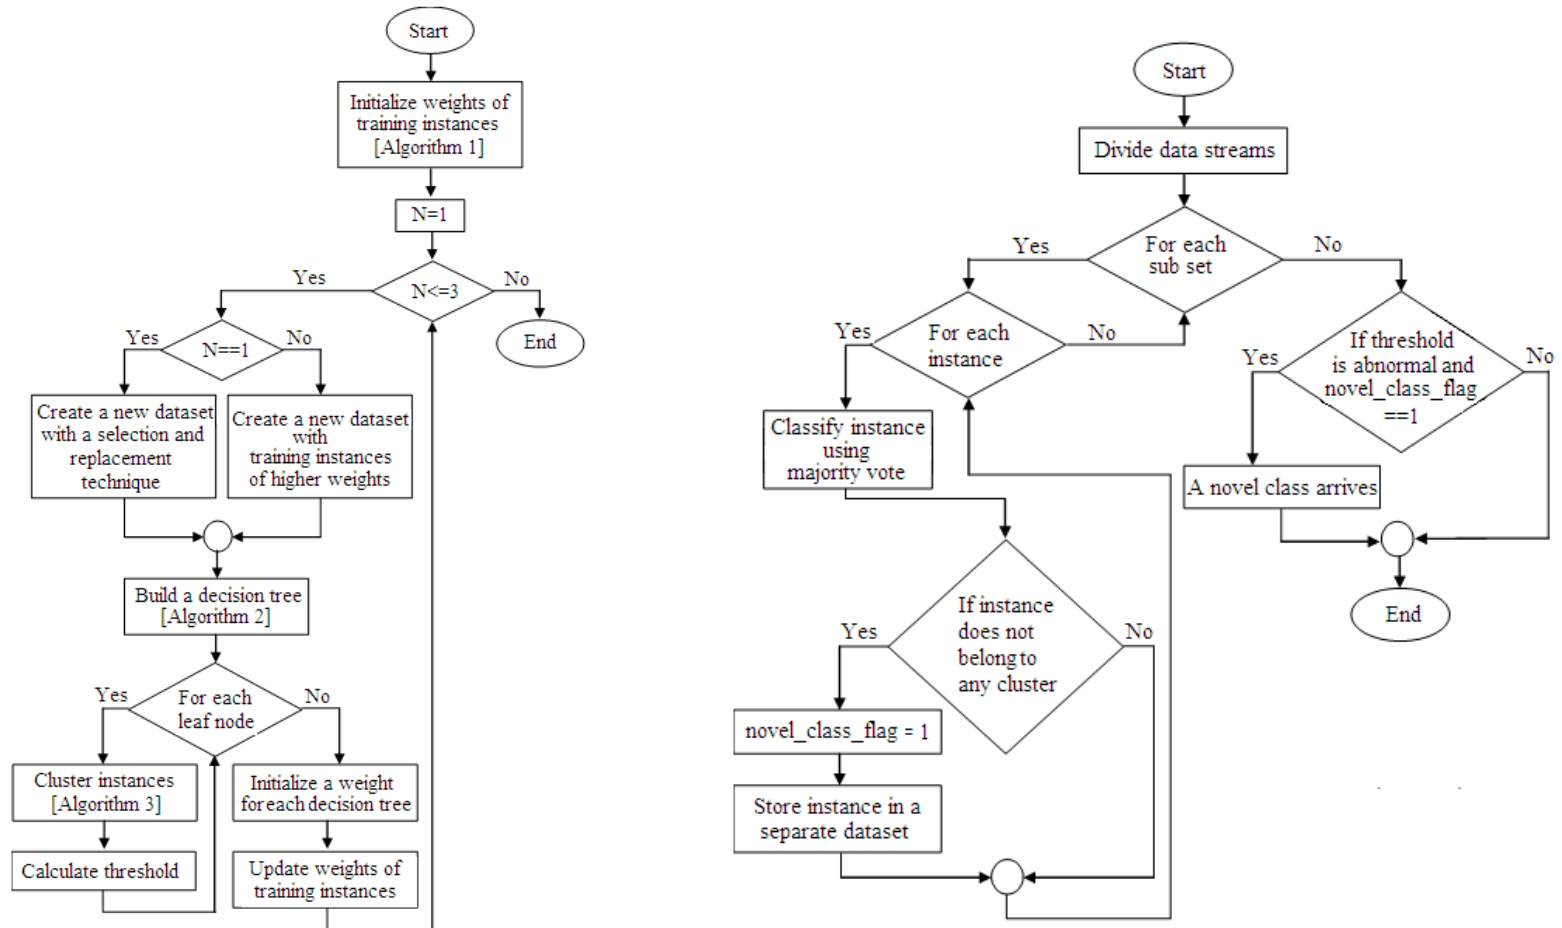 Start
Initialize weights of
training instances
[Algorithm 1]
N=1
N<=3
Yes
No
End
N==1
Yes
No
Create a new dataset
with a selection and
replacement
technique
Create a new dataset
with
training instances
of higher weights
Build a decision tree
[Algorithm 2]
For each
leaf node
Yes
No
Cluster instances
[Algorithm 3]
Calculate threshold
Initialize a weight
for each decision tree
Update weights of
training instances
Start
Divide data streams
For each
sub set
Yes
No
For each
instance
Yes
No
Classify instance
using
majority vote
If instance
does not
belong to
any cluster
Yes
No
novel_class_flag = 1
Store instance in a
separate dataset
If threshold
is abnormal and
novel_class_flag
==1
Yes
No
A novel class arrives
End